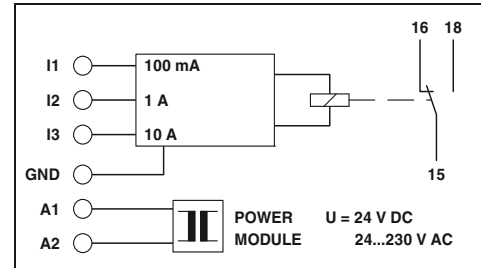 16 18
I1 100 mA
I2 1 A
I3 10 A
GND
15
A1
A2
POWER U = 24 V DC
MODULE 24...230 V AC